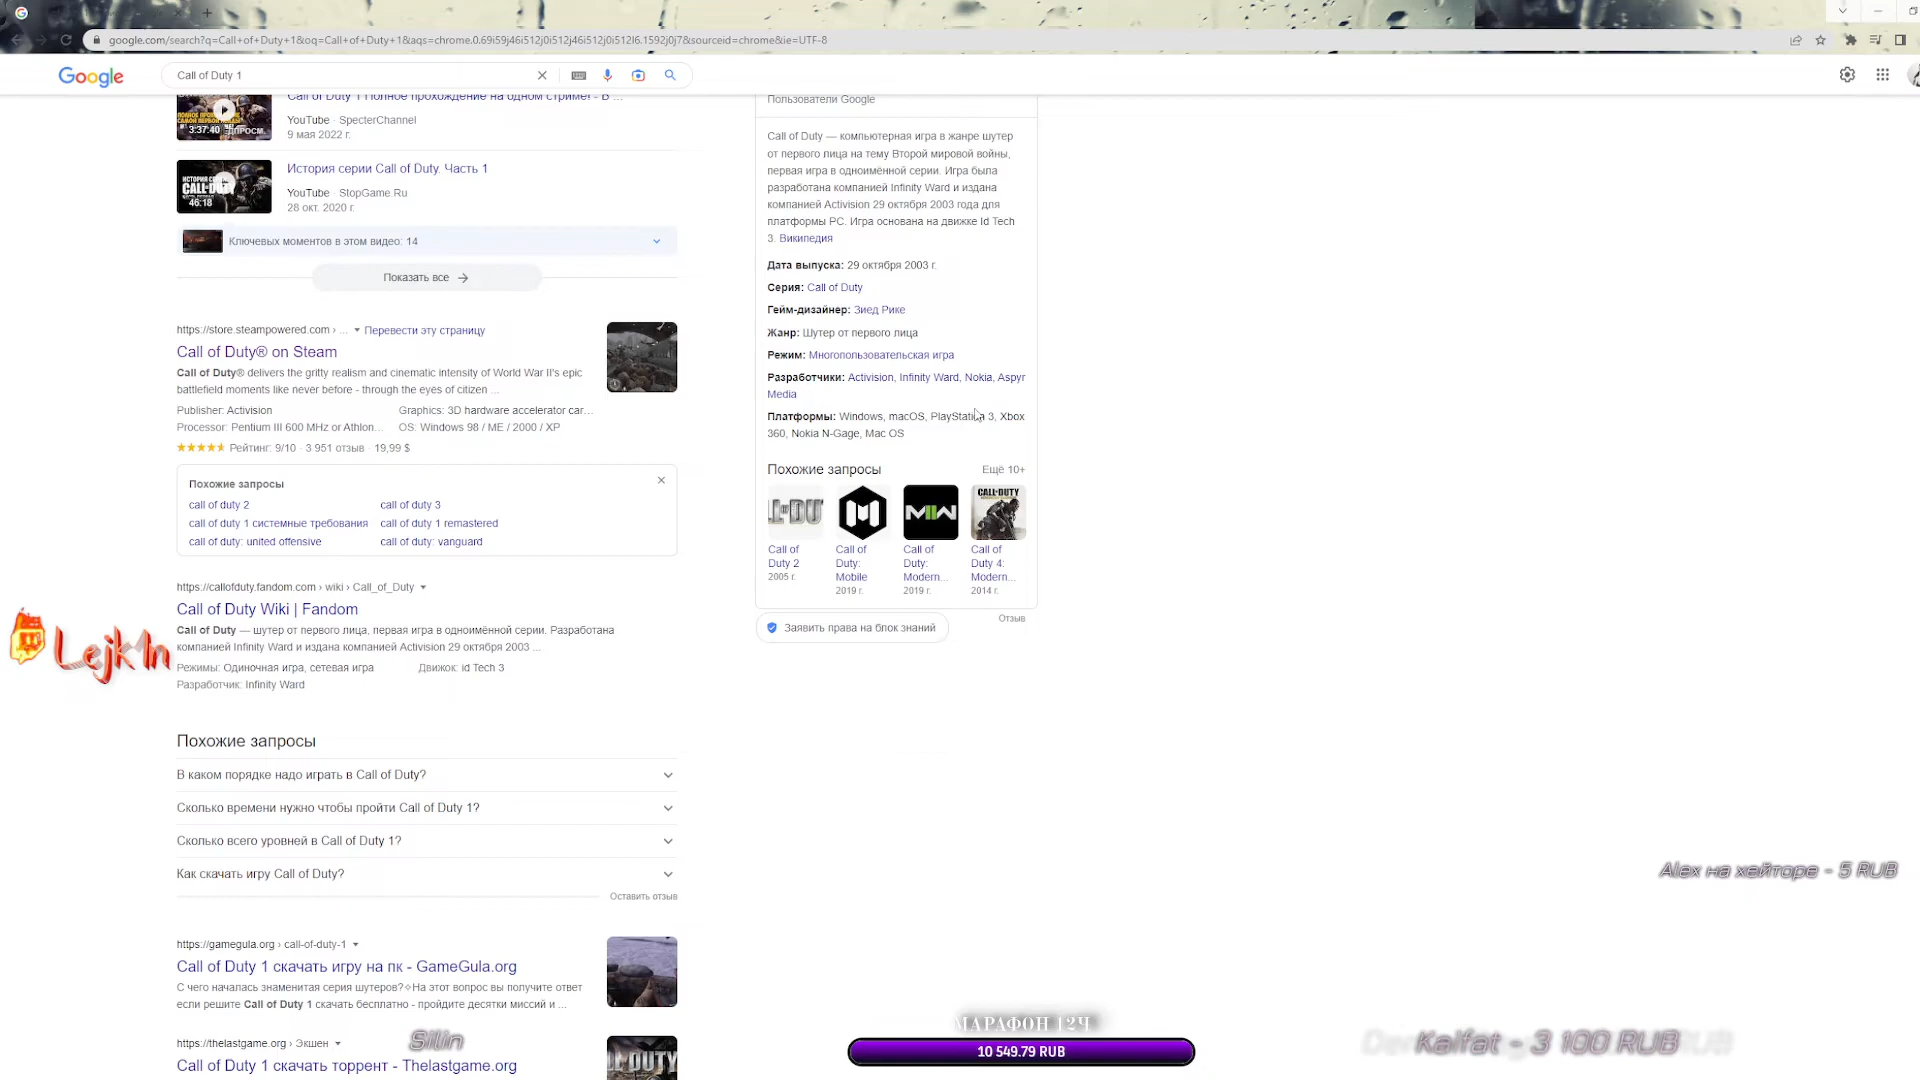 google.com/search?q=Call+of+Duty+1&oq=Call+of+Duty+1&aqs=chrome.0.69i59j46i512j0i512j46i512j0i512l6.1592j0j7&sourceid=chrome&ie=UTF-8
Google
Call of Duty 1
Call of Duty 1 Полное прохождение на одном стриме! - В ...
3:37:40
YouTube · SpecterChannel
9 мая 2022 г.
История серии Call of Duty. Часть 1
46:18
YouTube · StopGame.Ru
28 окт. 2020 г.
Ключевых моментов в этом видео: 14
Показать все
https://store.steampowered.com › ... Перевести эту страницу
Call of Duty® on Steam
Call of Duty® delivers the gritty realism and cinematic intensity of World War II's epic
battlefield moments like never before - through the eyes of citizen ...
Publisher: Activision
Graphics: 3D hardware accelerator car...
Processor: Pentium III 600 MHz or Athlon...
OS: Windows 98 / ME / 2000 / XP
Рейтинг: 9/10 · 3 951 отзыв · 19,99 $
Похожие запросы
call of duty 2
call of duty 3
call of duty 1 системные требования
call of duty 1 remastered
call of duty: united offensive
call of duty: vanguard
https://callofduty.fandom.com › wiki › Call_of_Duty
Call of Duty Wiki | Fandom
Call of Duty — шутер от первого лица, первая игра в одноимённой серии. Разработана
компанией Infinity Ward и издана компанией Activision 29 октября 2003 ...
Режимы: Одиночная игра, сетевая игра
Движок: id Tech 3
Разработчик: Infinity Ward
LejkIn
Похожие запросы
В каком порядке надо играть в Call of Duty?
Сколько времени нужно чтобы пройти Call of Duty 1?
Сколько всего уровней в Call of Duty 1?
Как скачать игру Call of Duty?
Оставить отзыв
https://gamegula.org › call-of-duty-1
Call of Duty 1 скачать игру на пк - GameGula.org
С чего началась знаменитая серия шутеров?✧На этот вопрос вы получите ответ
если решите Call of Duty 1 скачать бесплатно - пройдите десятки миссий и ...
https://thelastgame.org › Экшен
Call of Duty 1 скачать торрент - Thelastgame.org
Silin
Пользователи Google
Call of Duty — компьютерная игра в жанре шутер
от первого лица на тему Второй мировой войны,
первая игра в одноимённой серии. Игра была
разработана компанией Infinity Ward и издана
компанией Activision 29 октября 2003 года для
платформы PC. Игра основана на движке Id Tech
3. Википедия
Дата выпуска: 29 октября 2003 г.
Серия: Call of Duty
Гейм-дизайнер: Зиед Рике
Жанр: Шутер от первого лица
Режим: Многопользовательская игра
Разработчики: Activision, Infinity Ward, Nokia, Aspyr
Media
Платформы: Windows, macOS, PlayStation 3, Xbox
360, Nokia N-Gage, Mac OS
Похожие запросы
Ещё 10+
CALL·DUTY
Call of
Duty 2
2005 г.
Call of
Duty:
Mobile
2019 г.
Call of
Duty:
Modern...
2019 г.
Call of
Duty 4:
Modern...
2014 г.
Отзыв
Заявить права на блок знаний
Alex на хайторе - 5 RUB
МАРАФОН 12Ч
10 549.79 RUB
Kalfat - 3 100 RUB